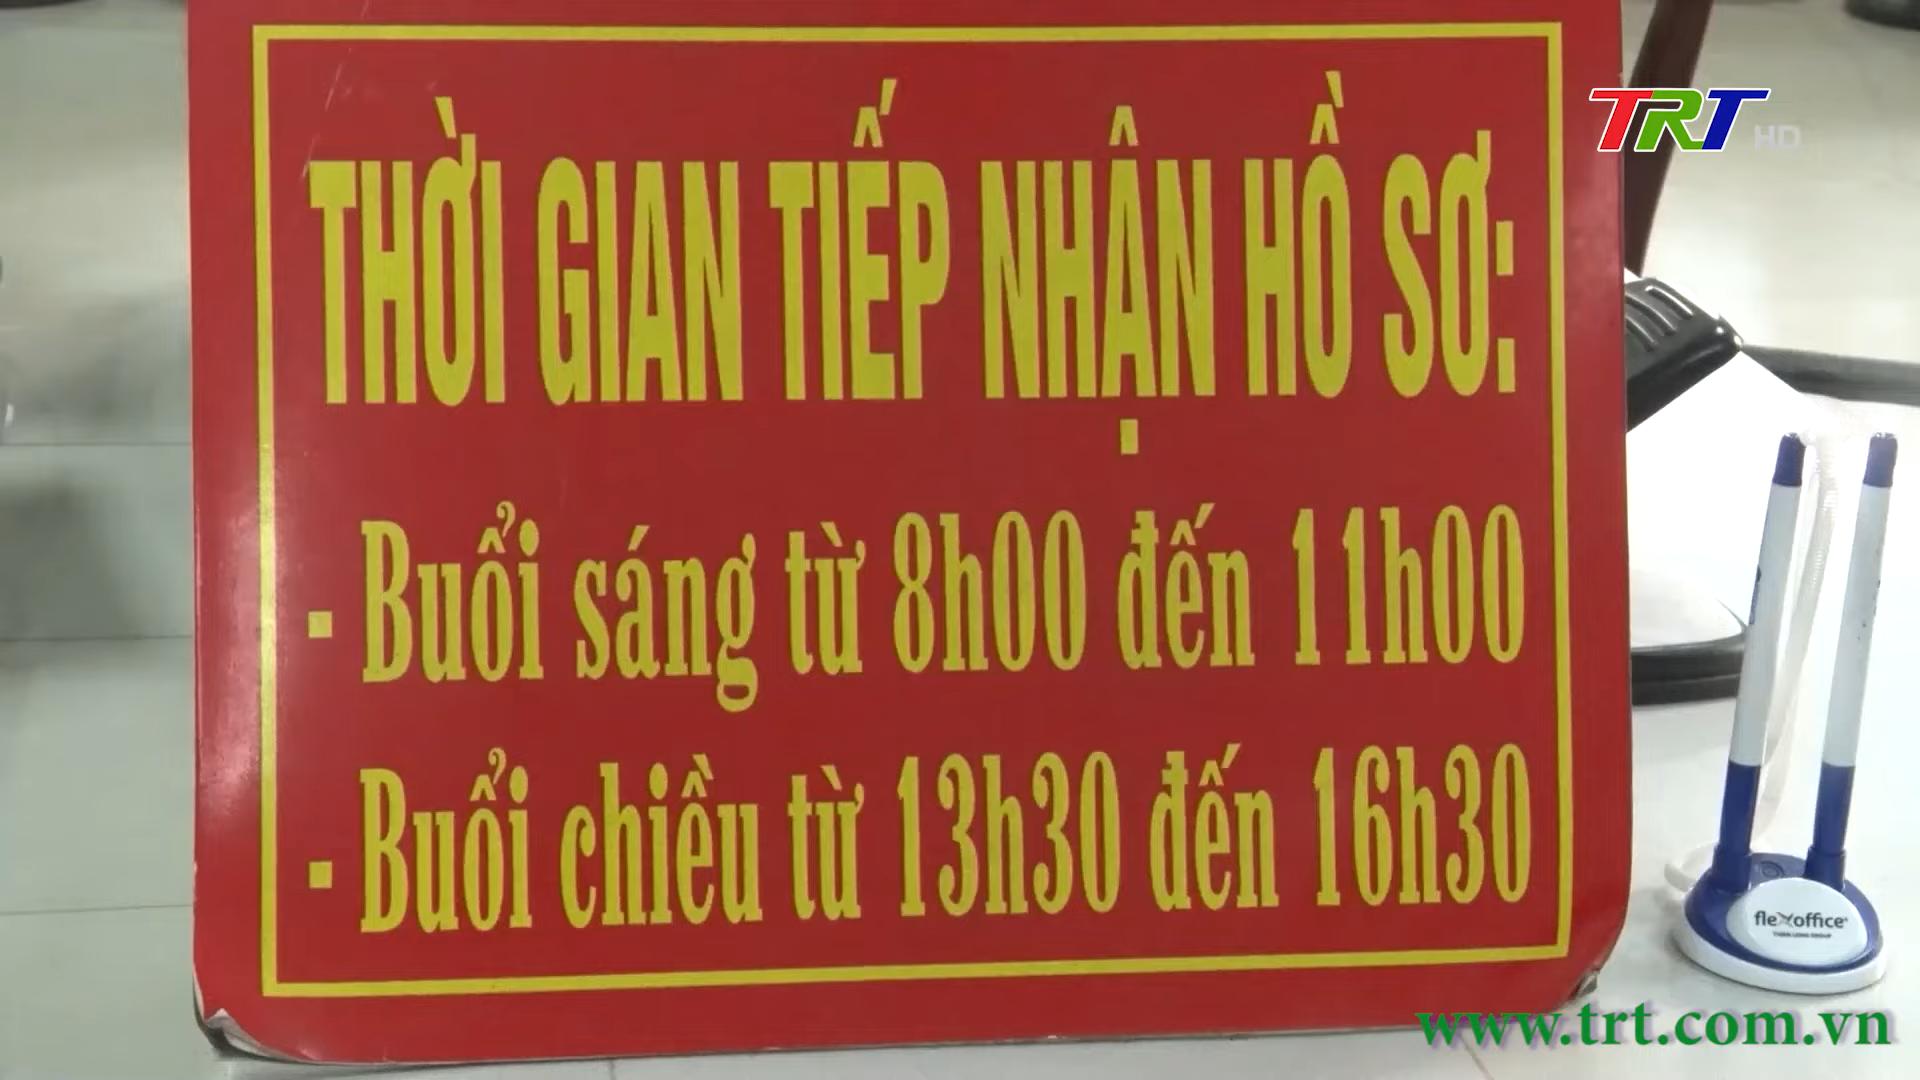 TRT HD
THỜI GIAN TIẾP NHẬN HỒ SƠ:
- Buổi sáng từ 8h00 đến 11h00
- Buổi chiều từ 13h30 đến 16h30
flexoffice
www.trt.com.vn